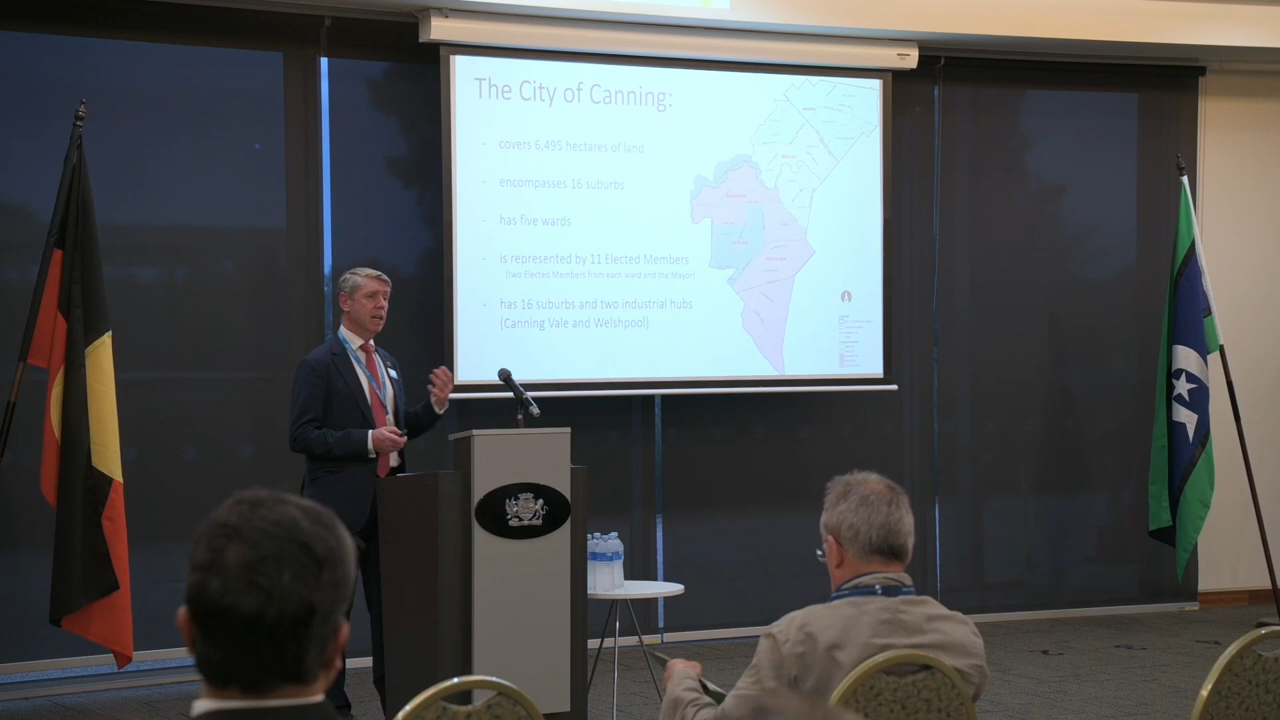 The City of Canning:
- covers 6,495 hectares of land
- encompasses 16 suburbs
- has five wards
- is represented by 11 Elected Members
(two Elected Members from each ward and the Mayor)
- has 16 suburbs and two industrial hubs
(Canning Vale and Welshpool)